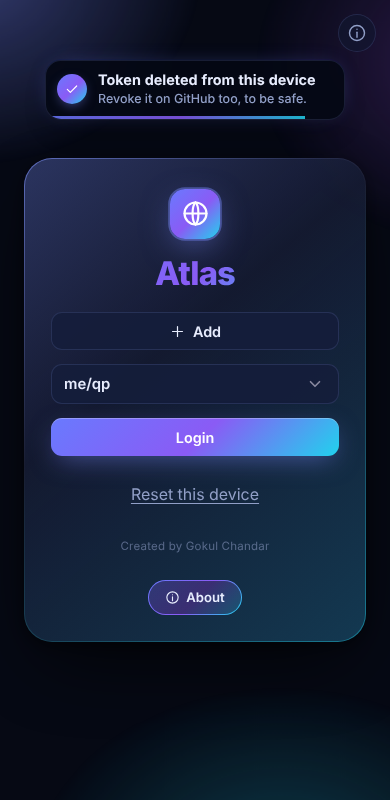 Token deleted from this device
Revoke it on GitHub too, to be safe.
Atlas
Add
me/qp
Login
Reset this device
Created by Gokul Chandar
About